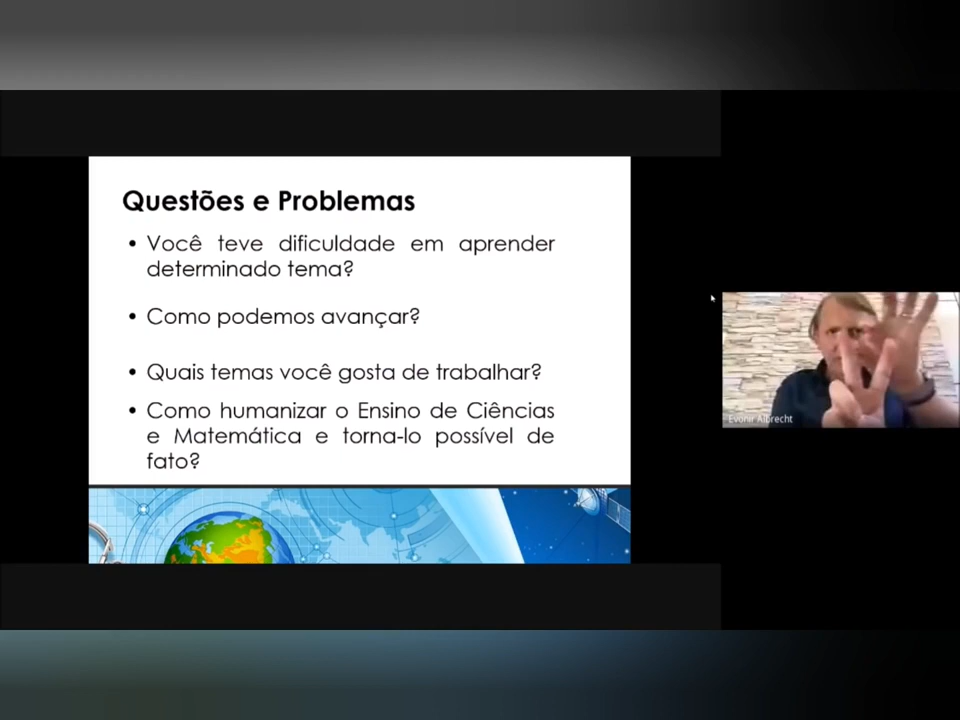 Questões e Problemas
• Você teve dificuldade em aprender
determinado tema?
• Como podemos avançar?
• Quais temas você gosta de trabalhar?
• Como humanizar o Ensino de Ciências
e Matemática e torna-lo possível de
fato?
Evonir Albrecht